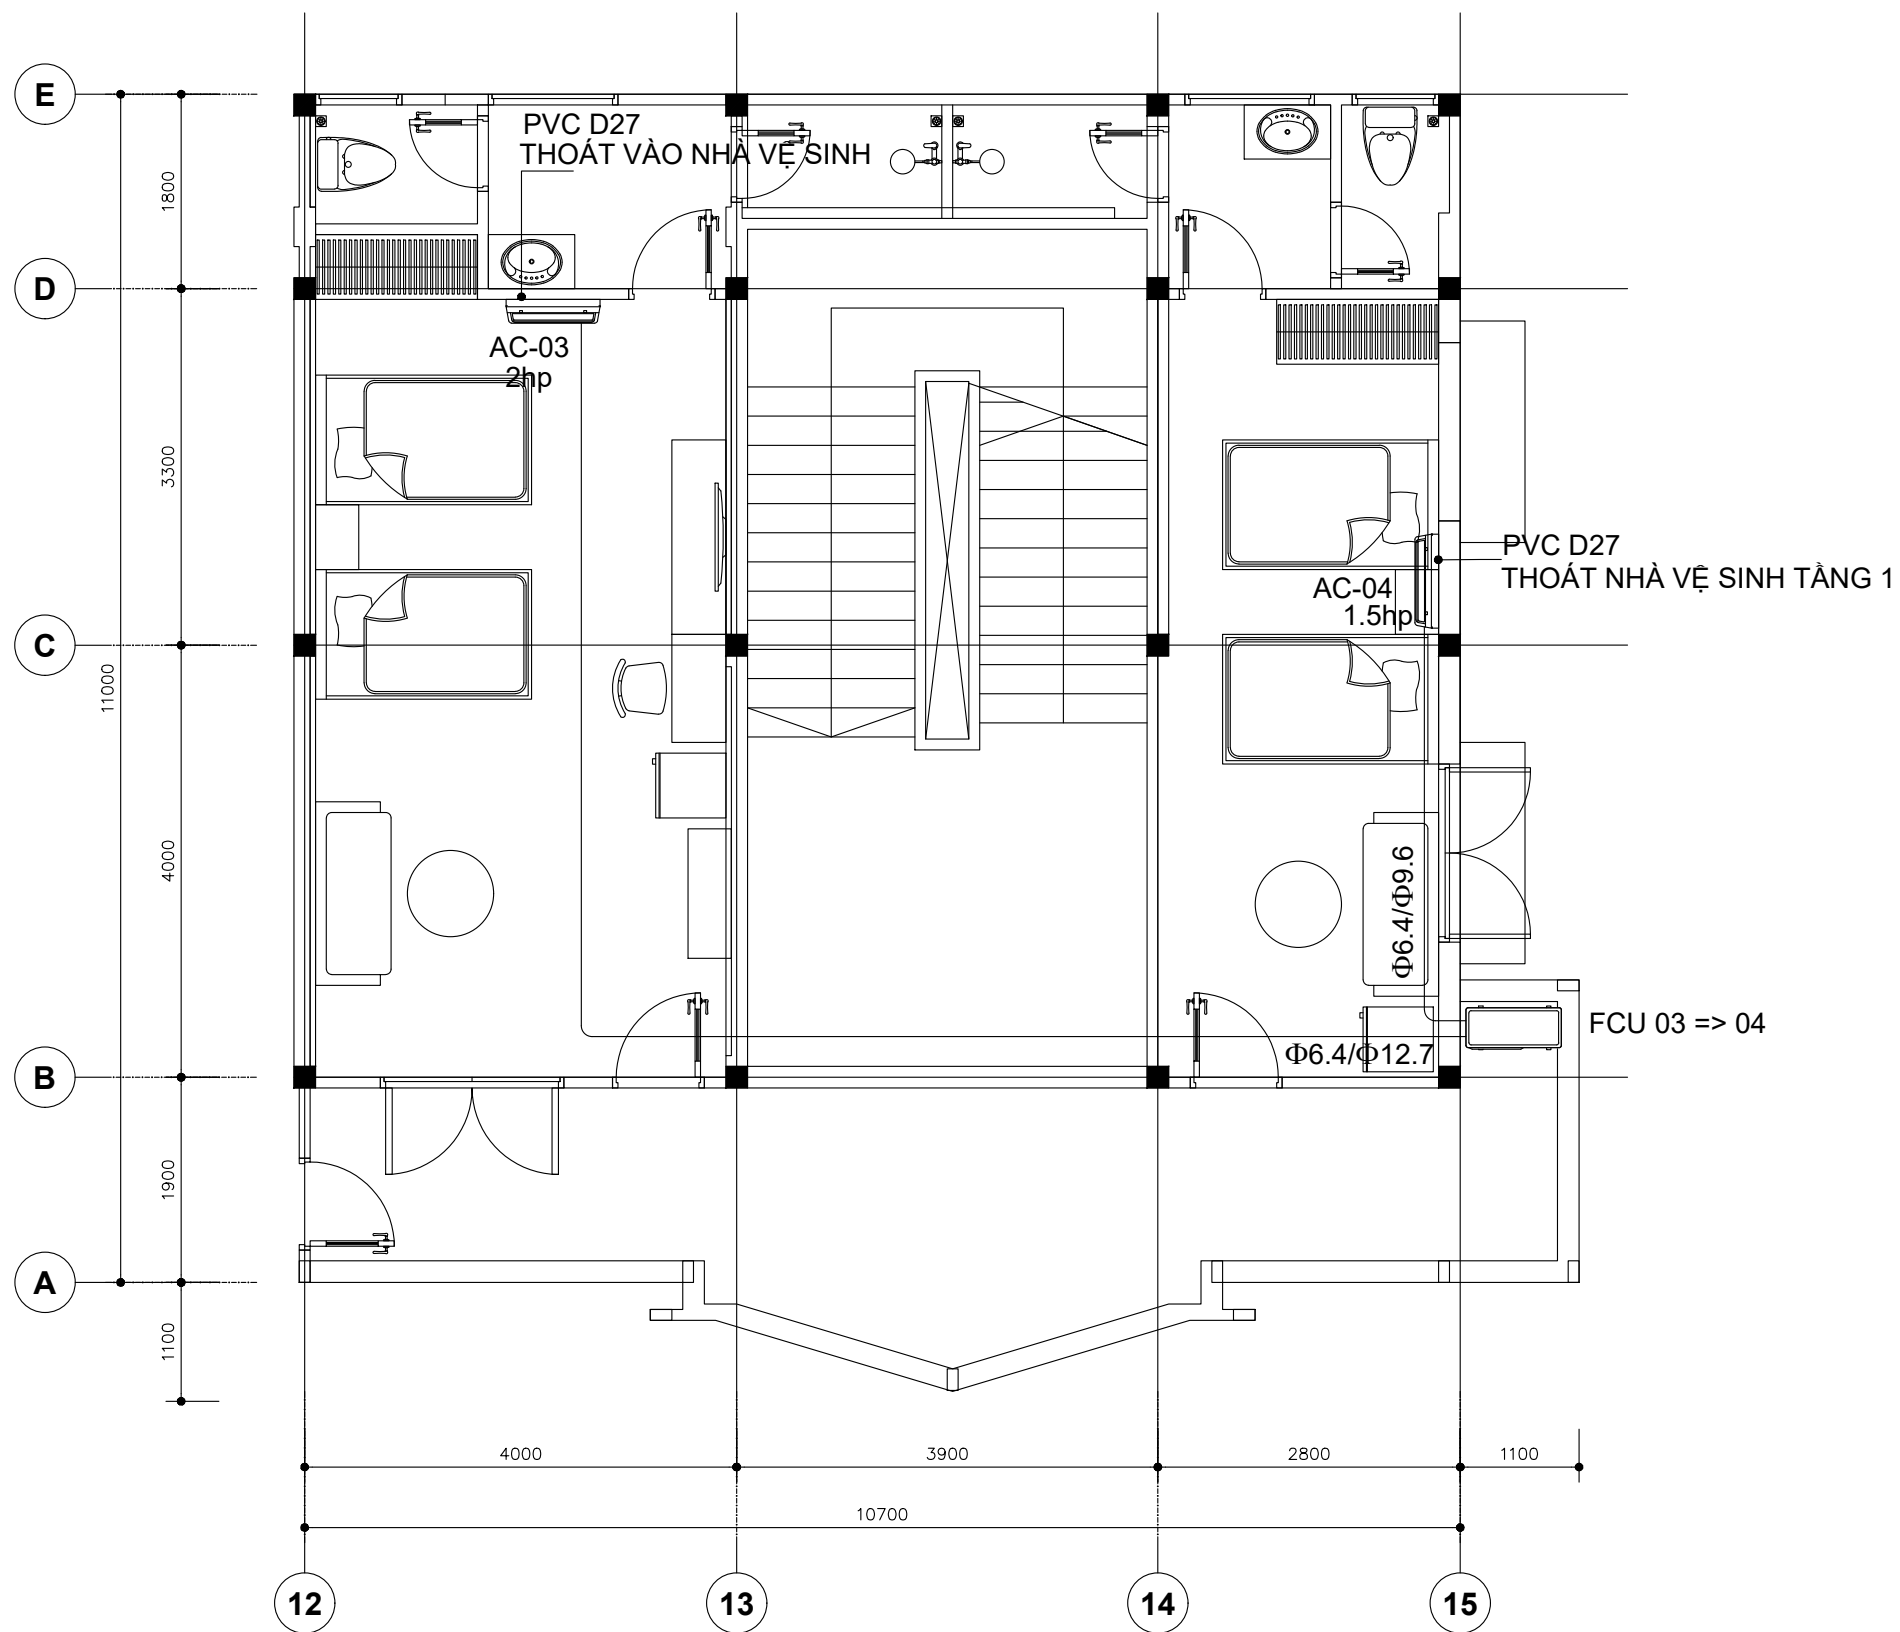 E
PVC D27
THOÁT VÀO NHÀ VỆ SINH
1800
D
AC-03
2hp
3300
PVC D27
THOÁT NHÀ VỆ SINH TẦNG 1
AC-04
1.5hp
C
11000
4000
Φ6.4/Φ9.6
FCU 03 => 04
Φ6.4/Φ12.7
B
1900
A
1100
4000
3900
2800
1100
10700
12
13
14
15